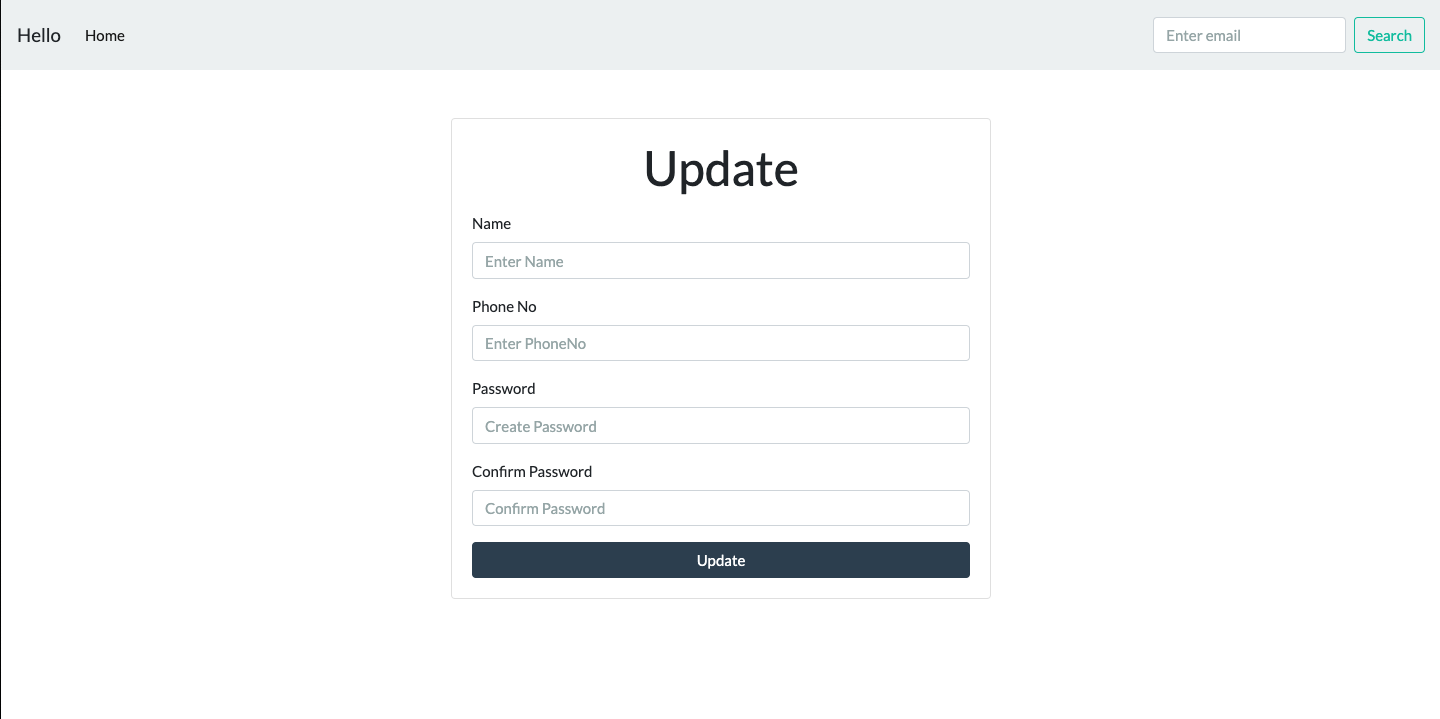 Hello Home Enter email Search
Update
Name
Enter Name
Phone No
Enter PhoneNo
Password
Create Password
Confirm Password
Confirm Password
Update